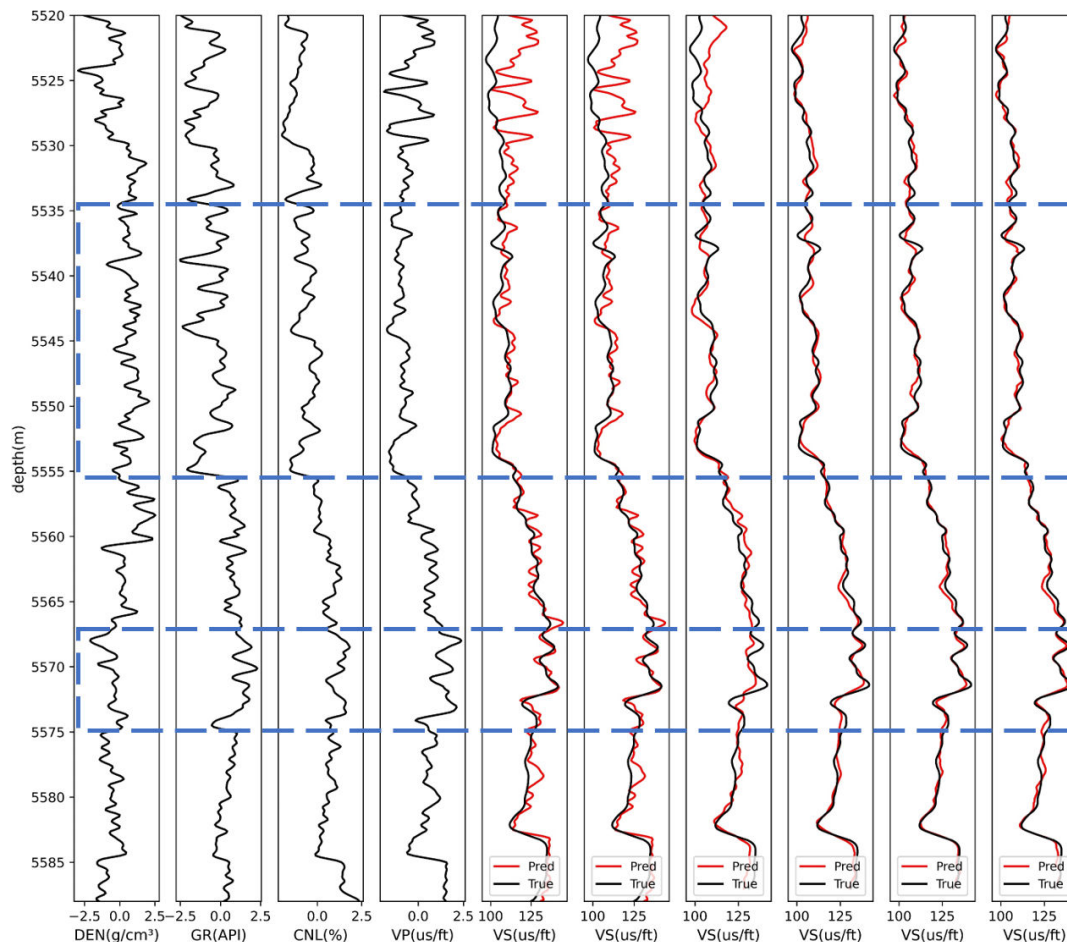 5520
5525
5530
5535
5540
5545
5550
5555
5560
5565
5570
5575
5580
5585
depth(m)
Pred
True
Pred
True
Pred
True
Pred
True
Pred
True
Pred
True
−2.5 0.0 2.5 −2.5 0.0 2.5 0.0 0.0 2.5 100 125 100 125 100 125 100 125 100 125 100 125
DEN(g/cm³) GR(API) CNL(%) VP(us/ft) VS(us/ft) VS(us/ft) VS(us/ft) VS(us/ft) VS(us/ft) VS(us/ft)